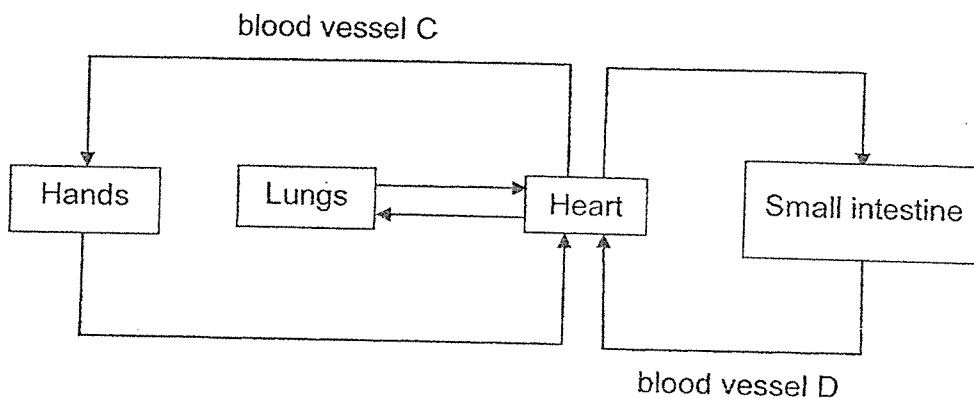 blood vessel C
Hands
Lungs
Heart
Small intestine
blood vessel D